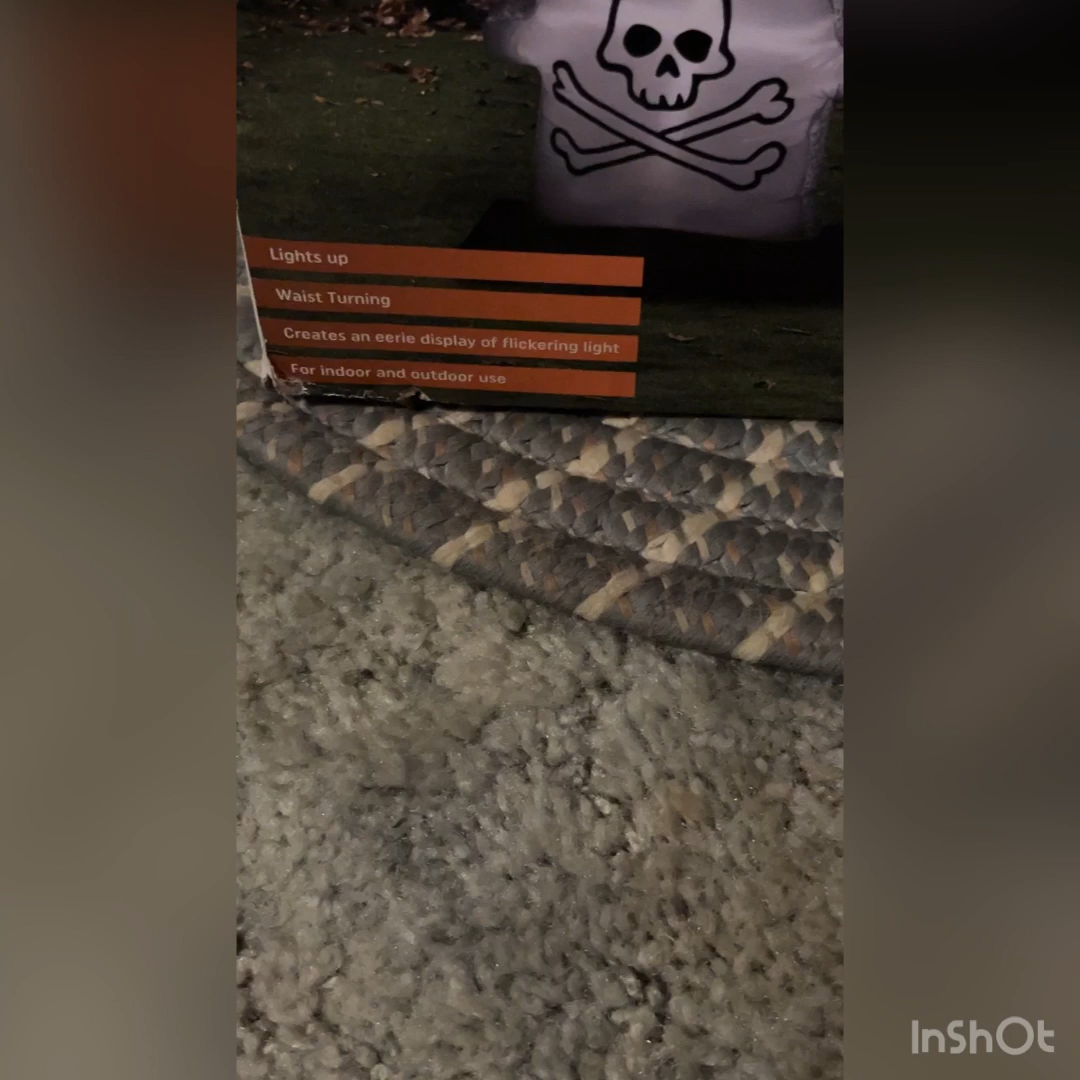 Lights up
Waist Turning
Creates an eerie display of flickering light
For indoor and outdoor use
InShOt